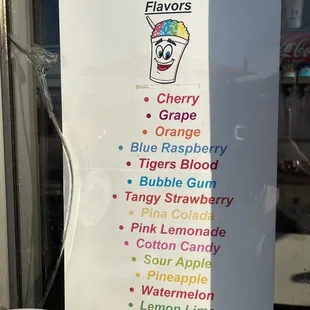 Flavors
• Cherry
• Grape
• Orange
• Blue Raspberry
• Tigers Blood
• Bubble Gum
• Tangy Strawberry
• Pina Colada
• Pink Lemonade
• Cotton Candy
• Sour Apple
• Pineapple
• Watermelon
• Lemon Lime